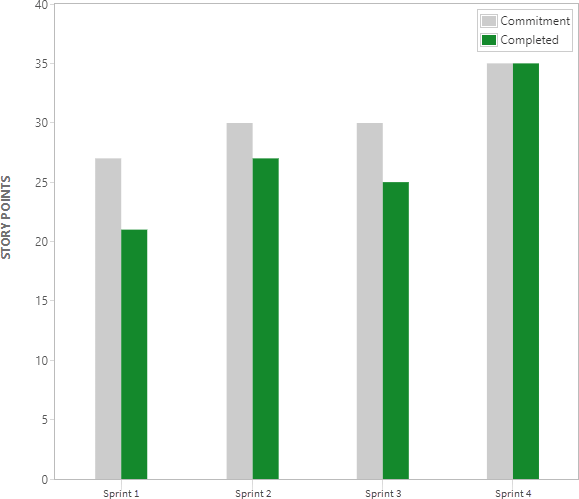 40
Commitment
Completed
35
30
25
20
15
10
5
0
STORY POINTS
Sprint 1
Sprint 2
Sprint 3
Sprint 4